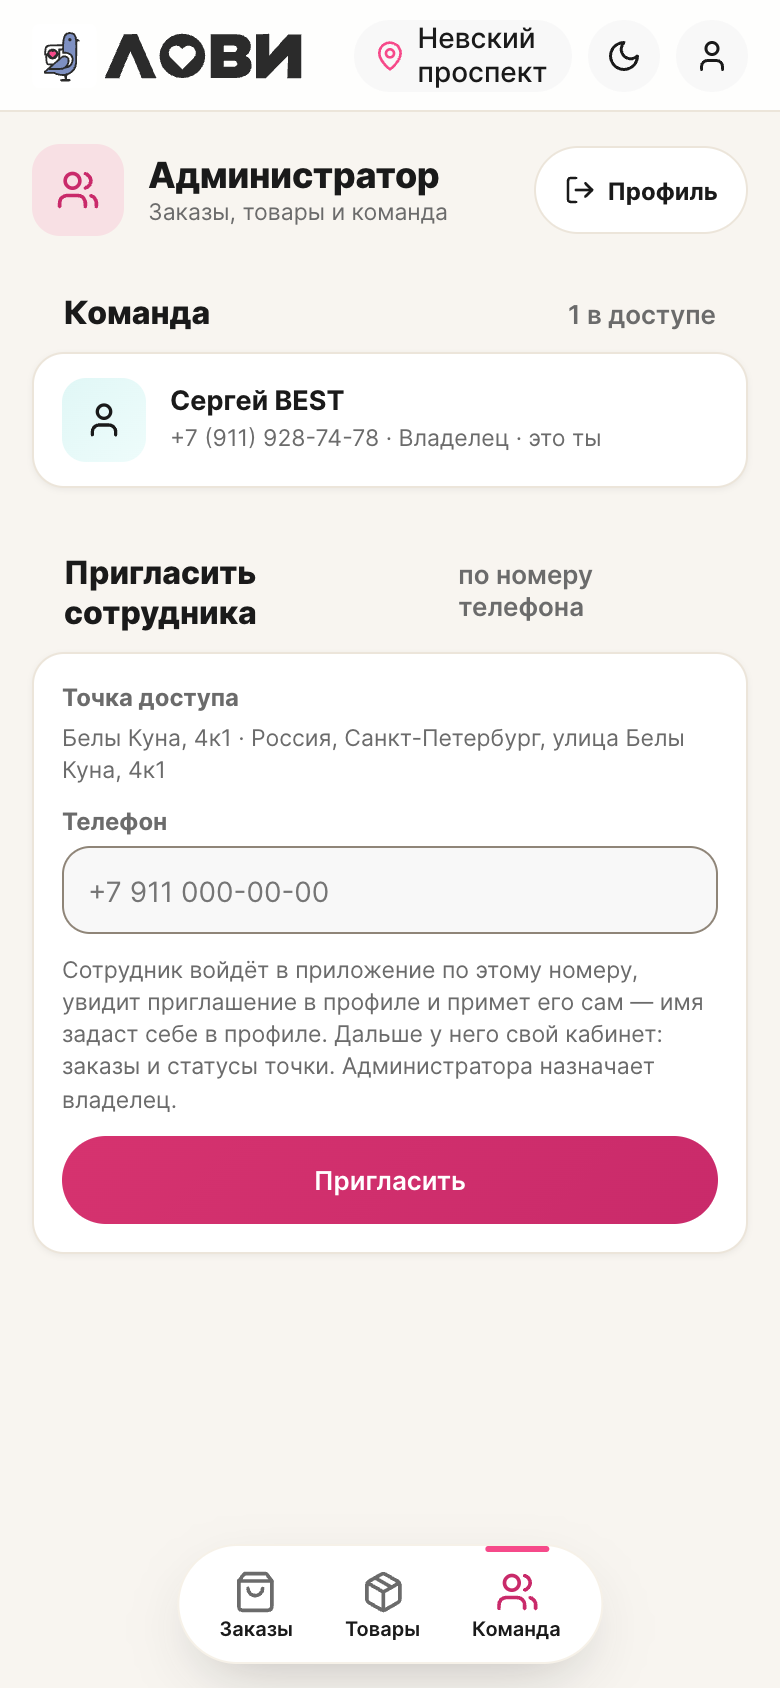 ЛОВИ
Невский
проспект
Администратор
Заказы, товары и команда
Профиль
Команда
1 в доступе
Сергей BEST
+7 (911) 928-74-78 · Владелец · это ты
Пригласить
сотрудника
по номеру
телефона
Точка доступа
Белы Куна, 4к1 · Россия, Санкт-Петербург, улица Белы
Куна, 4к1
Телефон
+7 911 000-00-00
Сотрудник войдёт в приложение по этому номеру,
увидит приглашение в профиле и примет его сам — имя
задаст себе в профиле. Дальше у него свой кабинет:
заказы и статусы точки. Администратора назначает
владелец.
Пригласить
Заказы
Товары
Команда